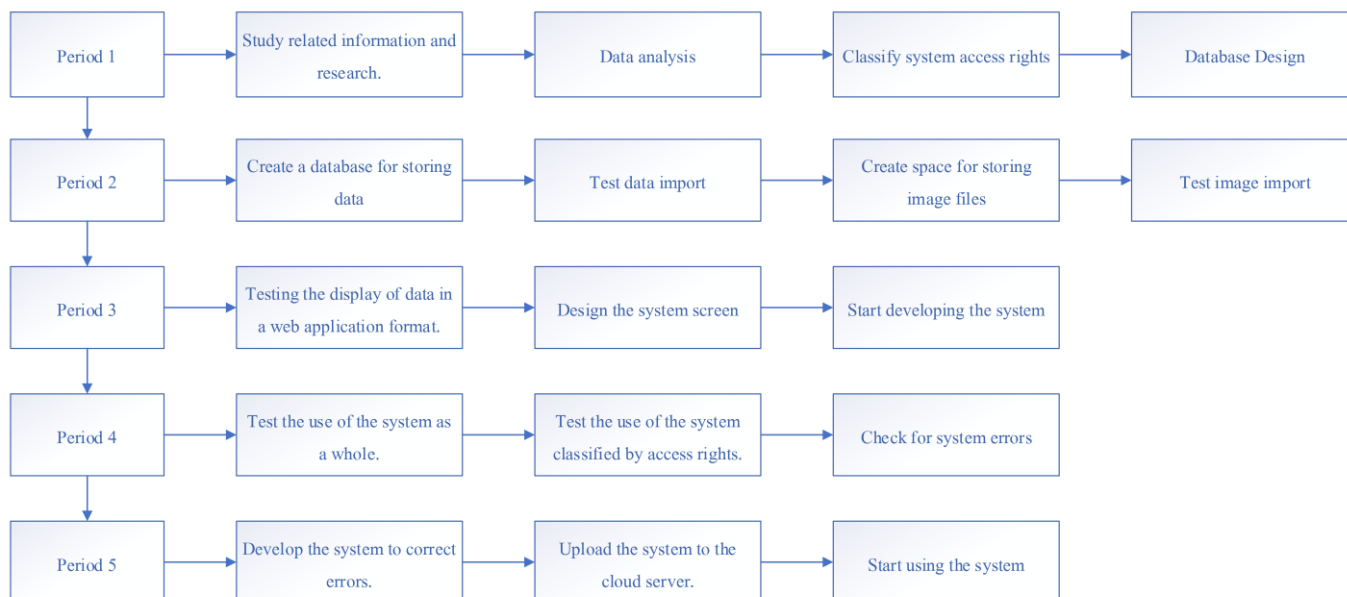 Period 1
Study related information and
research.
Data analysis
Classify system access rights
Database Design
Period 2
Create a database for storing
data
Test data import
Create space for storing
image files
Test image import
Period 3
Testing the display of data in
a web application format.
Design the system screen
Start developing the system
Period 4
Test the use of the system as
a whole.
Test the use of the system
classified by access rights.
Check for system errors
Period 5
Develop the system to correct
errors.
Upload the system to the
cloud server.
Start using the system